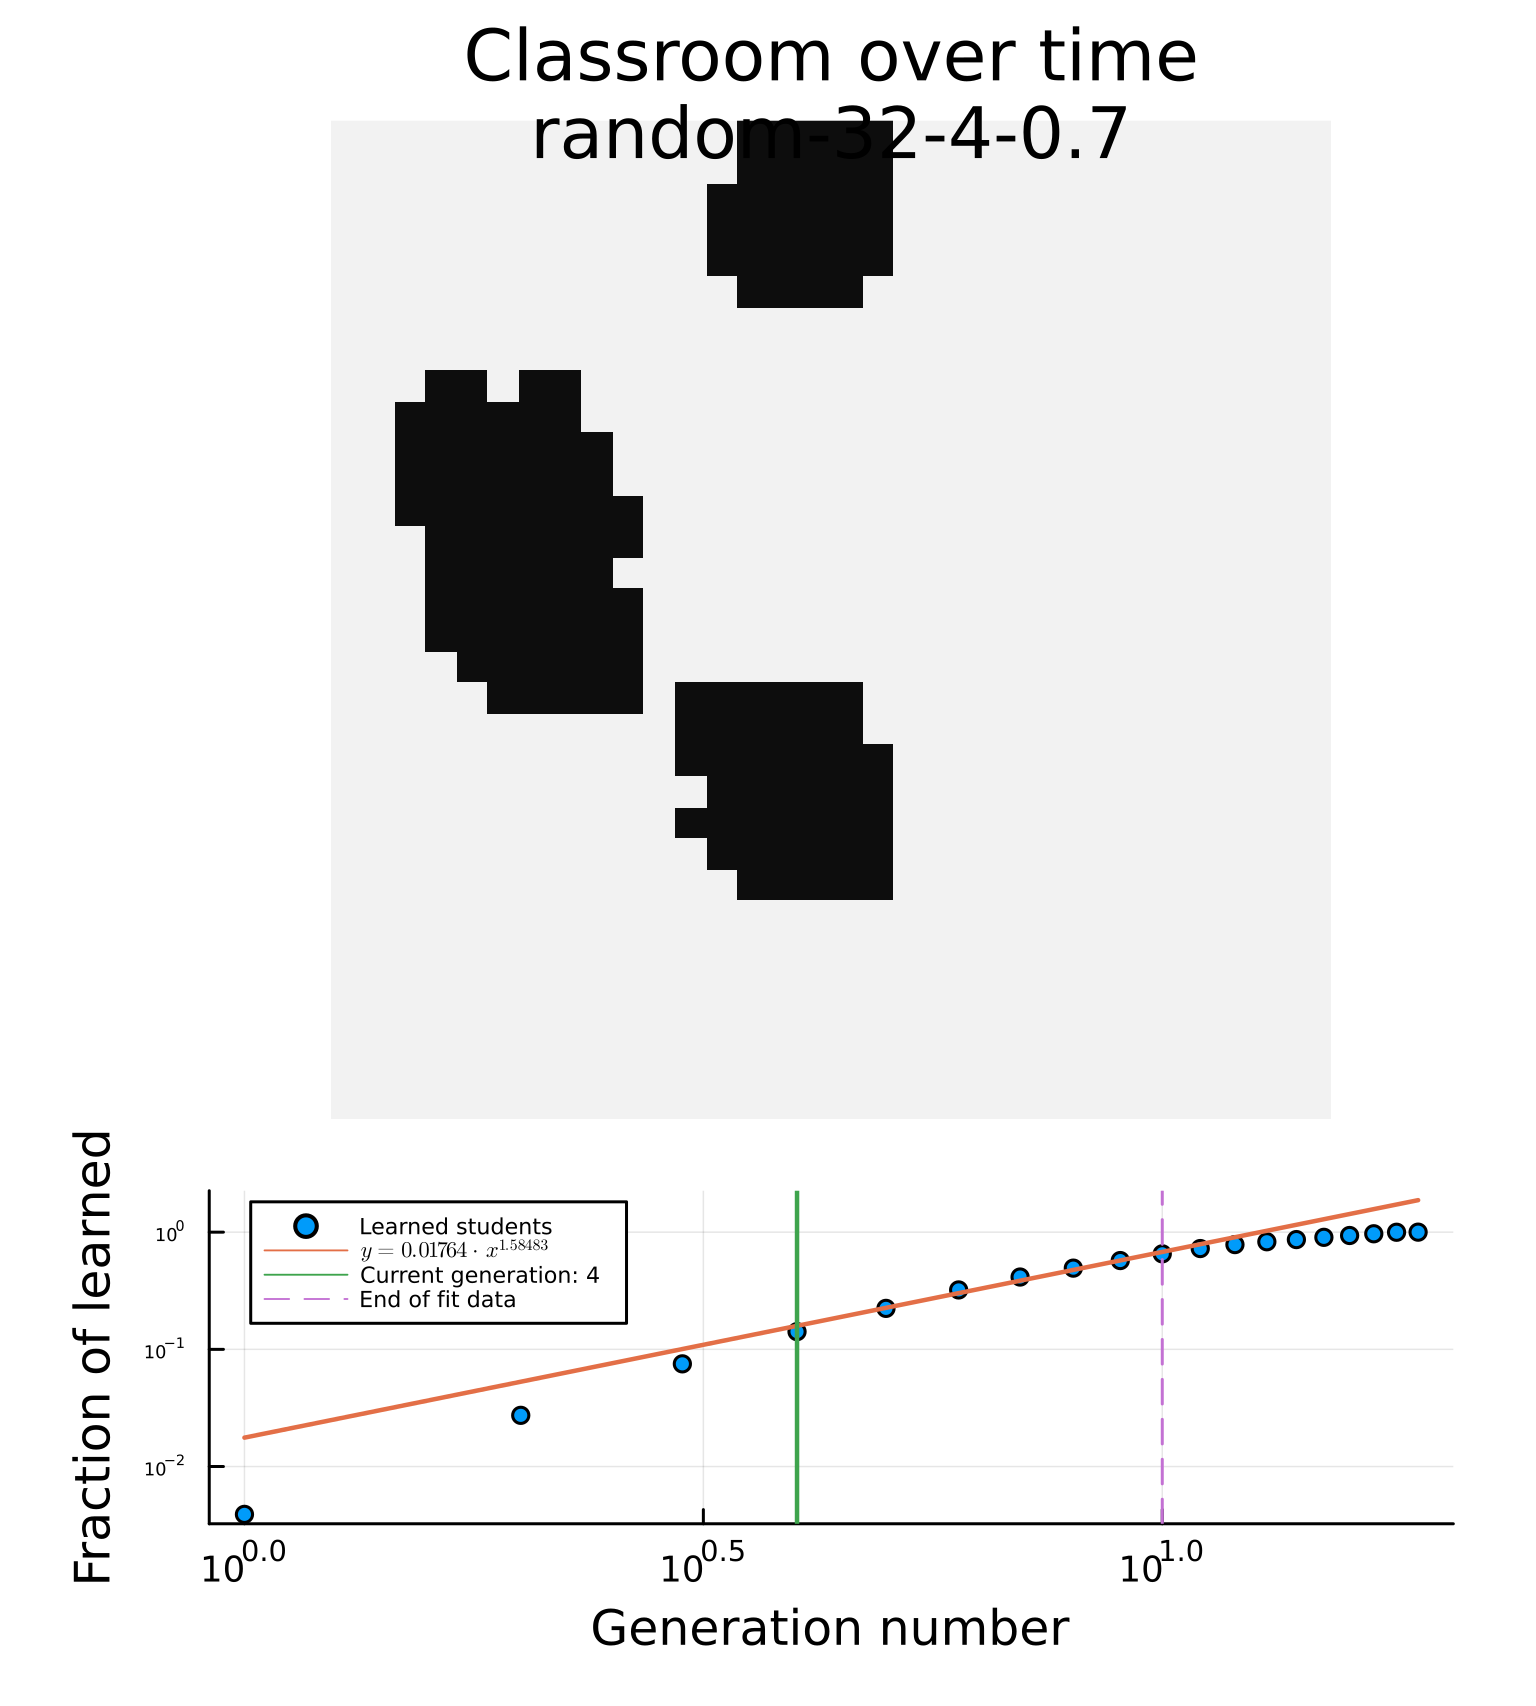 Classroom over time
random-32-4-0.7
Fraction of learned
10^0
10^-1
10^-2
Learned students
y = 0.01764 · x^1.58483
Current generation: 4
End of fit data
10^0.0
10^0.5
10^1.0
Generation number